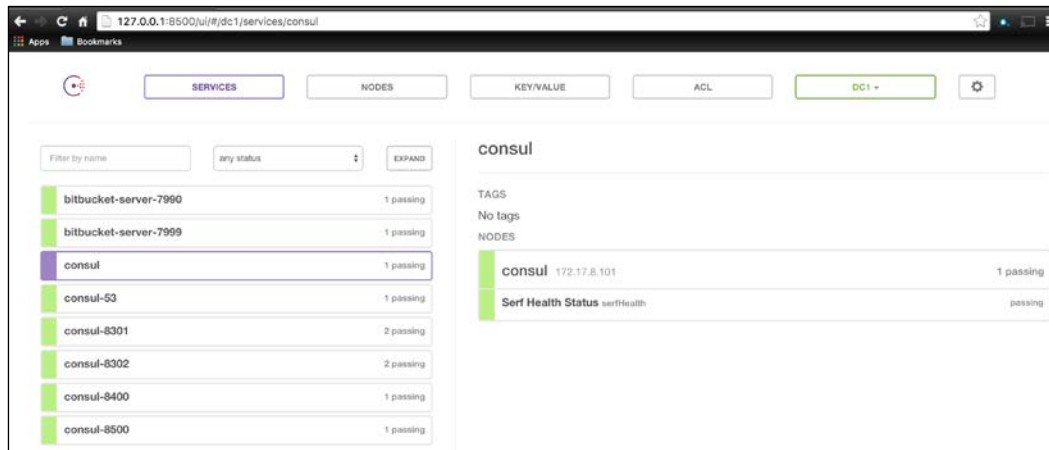 127.0.0.1:8500/ui/#/dc1/services/consul
Apps Bookmarks
SERVICES NODES KEY/VALUE ACL DC1
Filter by name any status EXPAND
bitbucket-server-7990 1 passing
bitbucket-server-7999 1 passing
consul 1 passing
consul-53 1 passing
consul-8301 2 passing
consul-8302 2 passing
consul-8400 1 passing
consul-8500 1 passing
consul
TAGS
No tags
NODES
consul 172.17.8.101 1 passing
Serf Health Status serfHealth passing